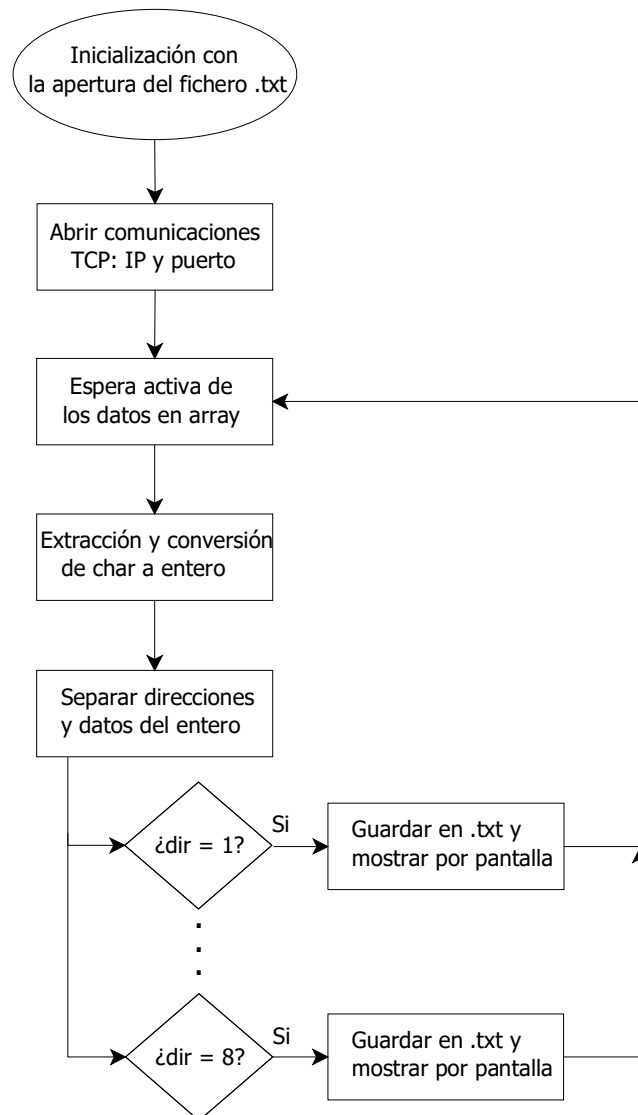 Inicialización con
la apertura del fichero .txt
Abrir comunicaciones
TCP: IP y puerto
Espera activa de
los datos en array
Extracción y conversión
de char a entero
Separar direcciones
y datos del entero
¿dir = 1?
Si
Guardar en .txt y
mostrar por pantalla
¿dir = 8?
Si
Guardar en .txt y
mostrar por pantalla